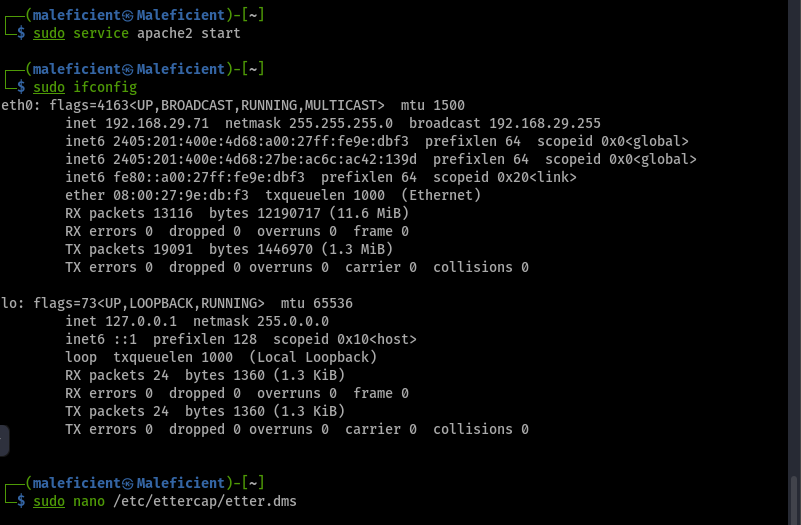 ┌──(maleficient㉿Maleficient)-[~]
└─$ sudo service apache2 start
┌──(maleficient㉿Maleficient)-[~]
└─$ sudo ifconfig
eth0: flags=4163<UP,BROADCAST,RUNNING,MULTICAST>  mtu 1500
        inet 192.168.29.71  netmask 255.255.255.0  broadcast 192.168.29.255
        inet6 2405:201:400e:4d68:a00:27ff:fe9e:dbf3  prefixlen 64  scopeid 0x0<global>
        inet6 2405:201:400e:4d68:27be:ac6c:ac42:139d  prefixlen 64  scopeid 0x0<global>
        inet6 fe80::a00:27ff:fe9e:dbf3  prefixlen 64  scopeid 0x20<link>
        ether 08:00:27:9e:db:f3  txqueuelen 1000  (Ethernet)
        RX packets 13116  bytes 12190717 (11.6 MiB)
        RX errors 0  dropped 0  overruns 0  frame 0
        TX packets 19091  bytes 1446970 (1.3 MiB)
        TX errors 0  dropped 0 overruns 0  carrier 0  collisions 0
lo: flags=73<UP,LOOPBACK,RUNNING>  mtu 65536
        inet 127.0.0.1  netmask 255.0.0.0
        inet6 ::1  prefixlen 128  scopeid 0x10<host>
        loop  txqueuelen 1000  (Local Loopback)
        RX packets 24  bytes 1360 (1.3 KiB)
        RX errors 0  dropped 0  overruns 0  frame 0
        TX packets 24  bytes 1360 (1.3 KiB)
        TX errors 0  dropped 0 overruns 0  carrier 0  collisions 0
┌──(maleficient㉿Maleficient)-[~]
└─$ sudo nano /etc/ettercap/etter.dms